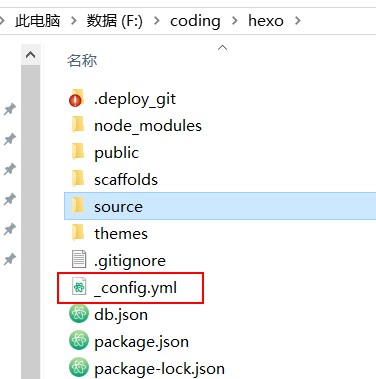 此电脑 > 数据 (F:) > coding > hexo >
名称
.deploy_git
node_modules
public
scaffolds
source
themes
.gitignore
_config.yml
db.json
package.json
package-lock.json